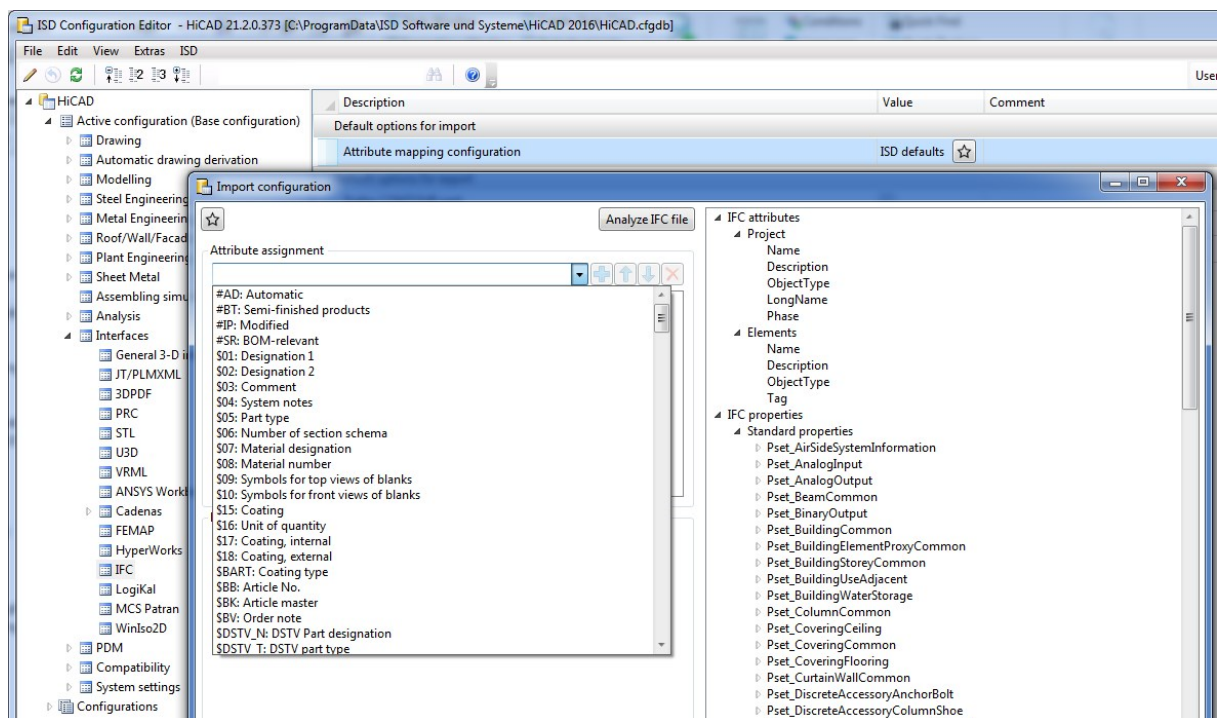 ISD Configuration Editor - HiCAD 21.2.0.373 [C:\ProgramData\ISD Software und Systeme\HiCAD 2016\HiCAD.cfgdb]
File Edit View Extras ISD
User
HiCAD
Active configuration (Base configuration)
Drawing
Automatic drawing derivation
Modelling
Steel Engineering
Metal Engineerin
Roof/Wall/Facad
Plant Engineering
Sheet Metal
Assembling simu
Analysis
Interfaces
General 3-D i
JT/PLMXML
3DPDF
PRC
STL
U3D
VRML
ANSYS Workb
Cadenas
FEMAP
HyperWorks
IFC
LogiKal
MCS Patran
WinIso2D
PDM
Compatibility
System settings
Configurations
Description Value Comment
Default options for import
Attribute mapping configuration ISD defaults
Import configuration
Analyze IFC file
Attribute assignment
#AD: Automatic
#BT: Semi-finished products
#IP: Modified
#SR: BOM-relevant
$01: Designation 1
$02: Designation 2
$03: Comment
$04: System notes
$05: Part type
$06: Number of section schema
$07: Material designation
$08: Material number
$09: Symbols for top views of blanks
$10: Symbols for front views of blanks
$15: Coating
$16: Unit of quantity
$17: Coating, internal
$18: Coating, external
$BART: Coating type
$BB: Article No.
$BK: Article master
$BV: Order note
$DSTV_N: DSTV Part designation
$DSTV_T: DSTV part type
IFC attributes
Project
Name
Description
ObjectType
LongName
Phase
Elements
Name
Description
ObjectType
Tag
IFC properties
Standard properties
Pset_AirSideSystemInformation
Pset_AnalogInput
Pset_AnalogOutput
Pset_BeamCommon
Pset_BinaryOutput
Pset_BuildingCommon
Pset_BuildingElementProxyCommon
Pset_BuildingStoreyCommon
Pset_BuildingUseAdjacent
Pset_BuildingWaterStorage
Pset_ColumnCommon
Pset_CoveringCeiling
Pset_CoveringCommon
Pset_CoveringFlooring
Pset_CurtainWallCommon
Pset_DiscreteAccessoryAnchorBolt
Pset_DiscreteAccessoryColumnShoe